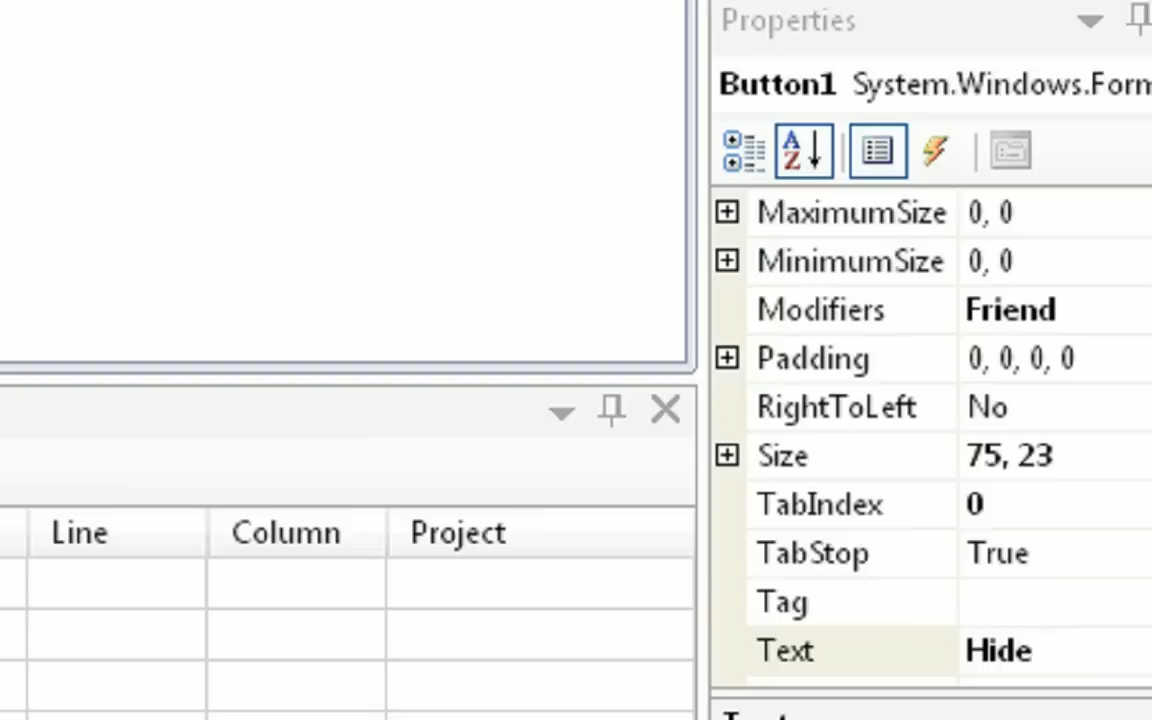 Properties
Button1 System.Windows.Form
MaximumSize 0, 0
MinimumSize 0, 0
Modifiers Friend
Padding 0, 0, 0, 0
RightToLeft No
Size 75, 23
TabIndex 0
TabStop True
Tag
Text Hide
Line Column Project